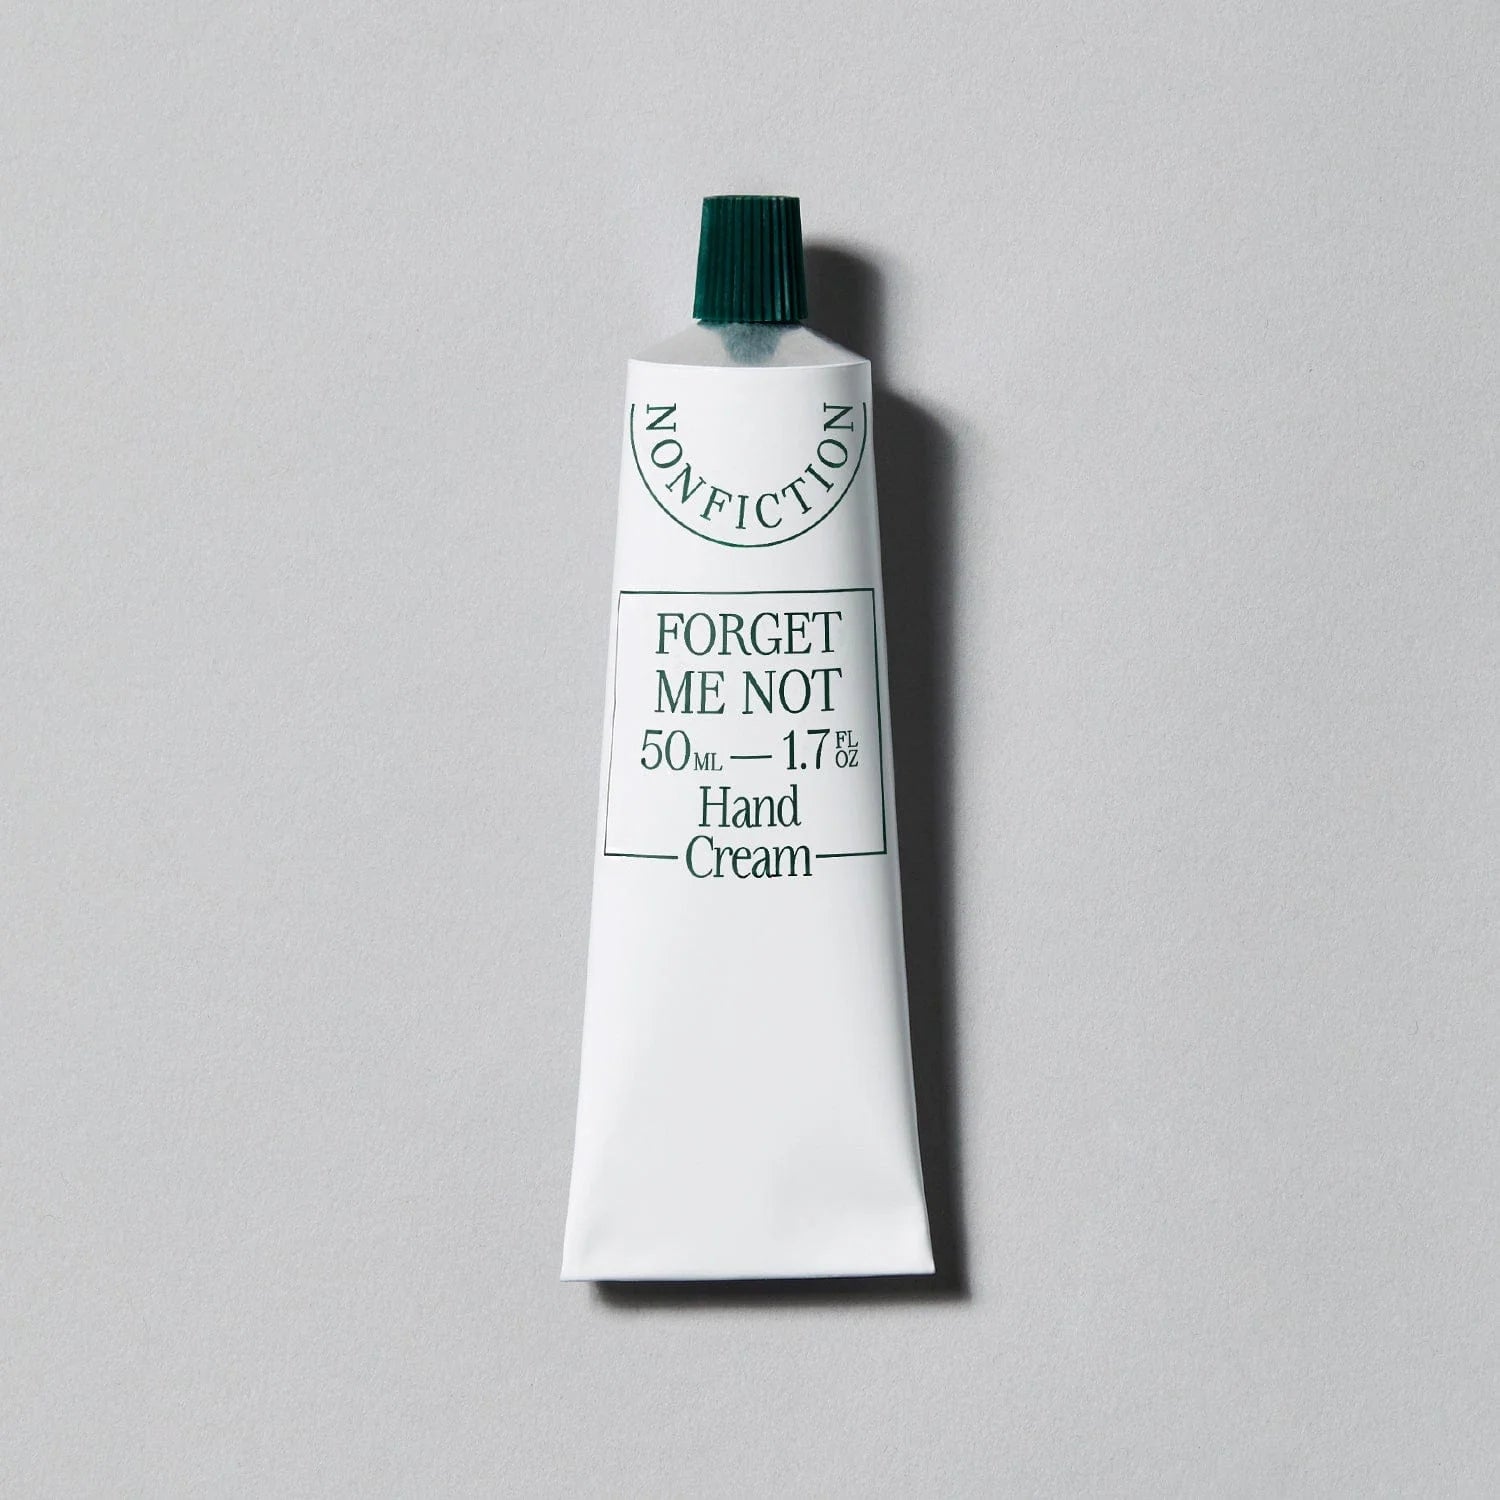 NONFICTION
FORGET
ME NOT
50ML — 1.7 FL OZ
Hand
Cream